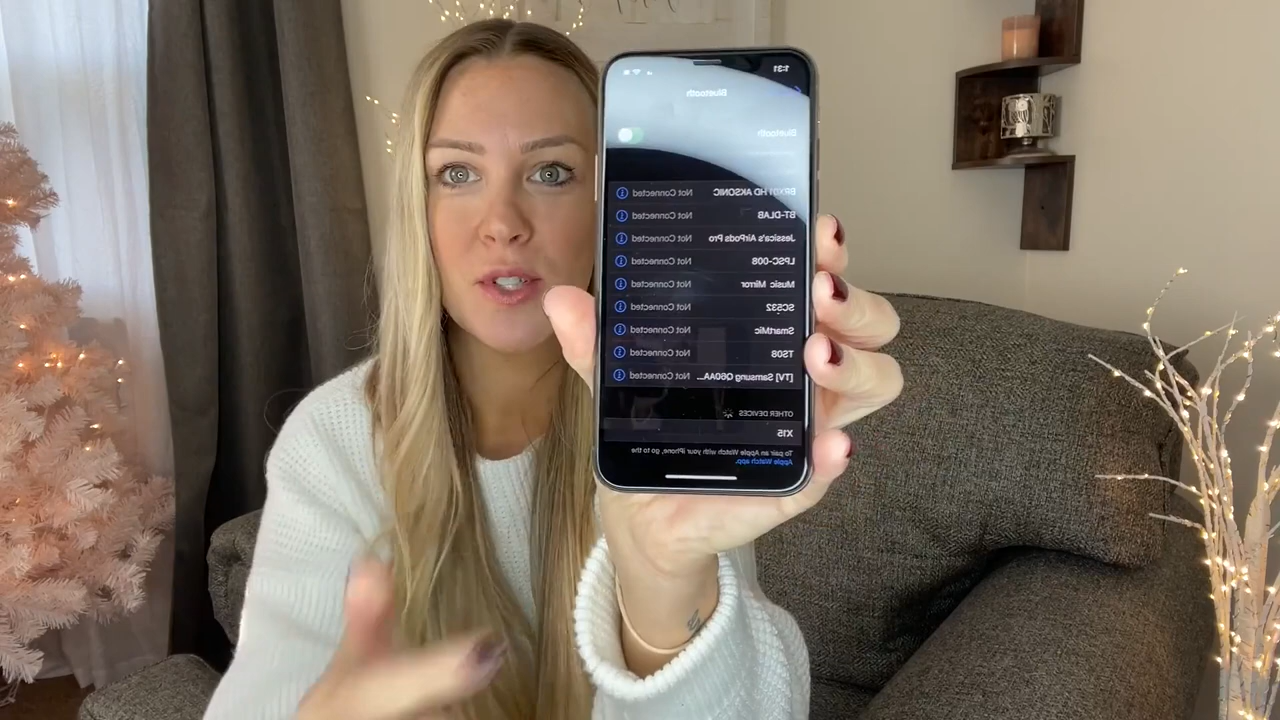 1:31
Bluetooth
Bluetooth
BRX01 HD AKSONIC Not Connected
BT-DLAB Not Connected
Jessica's AirPods Pro Not Connected
LPSC-008 Not Connected
Music Mirror Not Connected
SC532 Not Connected
SmartMic Not Connected
TS08 Not Connected
[TV] Samsung Q60AA... Not Connected
OTHER DEVICES
X15
To pair an Apple Watch with your iPhone, go to the
Apple Watch app.